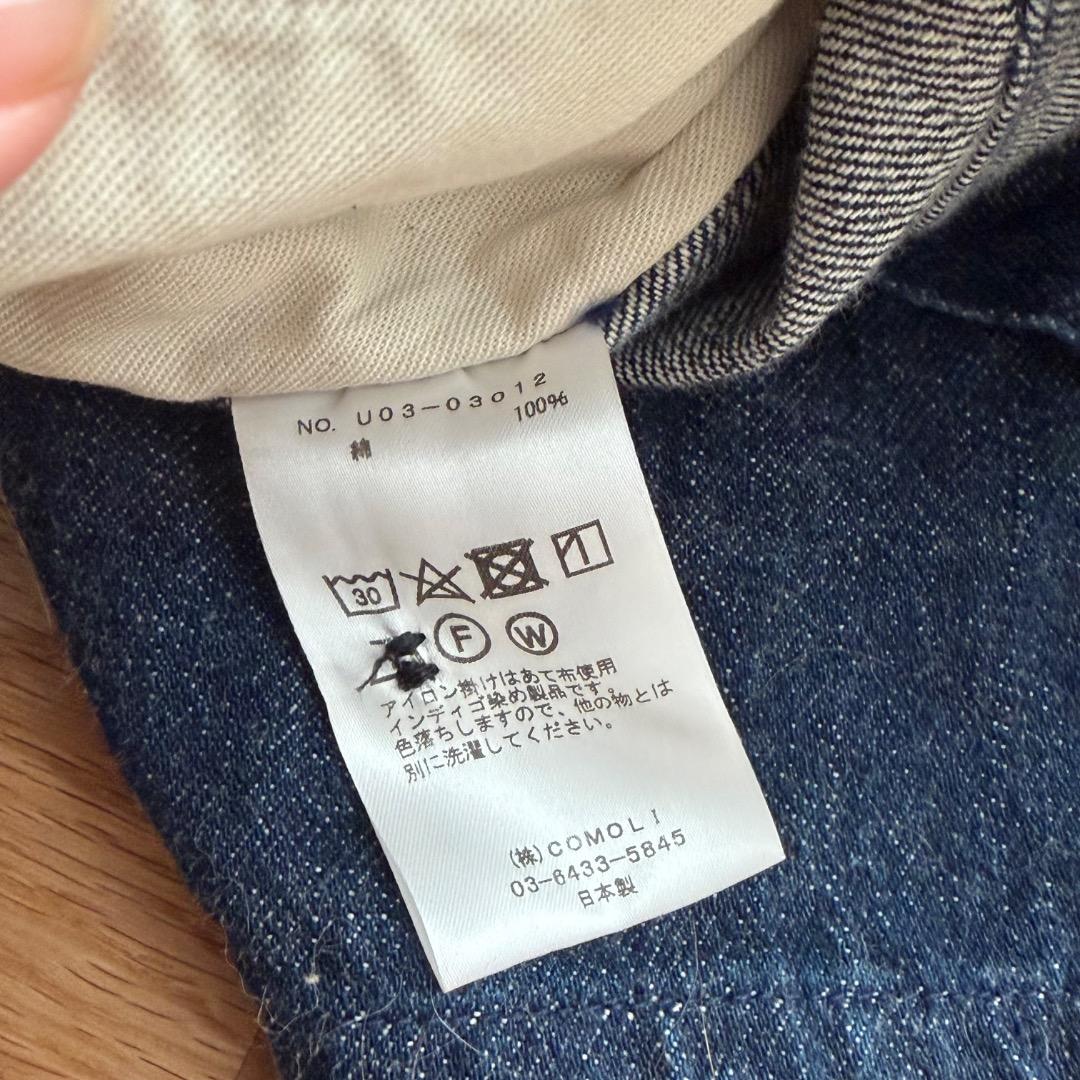 NO. U03-03012
綿 100%
30
F W
アイロン掛けはあて布使用
インディゴ染め製品です。
色落ちしますので、他の物とは
別に洗濯してください。
(株)COMOLI
03-6433-5845
日本製